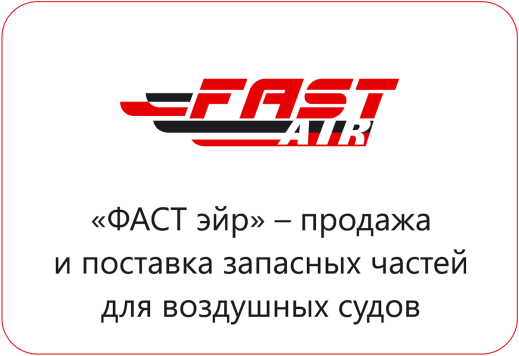 FAST
AIR
«ФАСТ эйр» – продажа
и поставка запасных частей
для воздушных судов